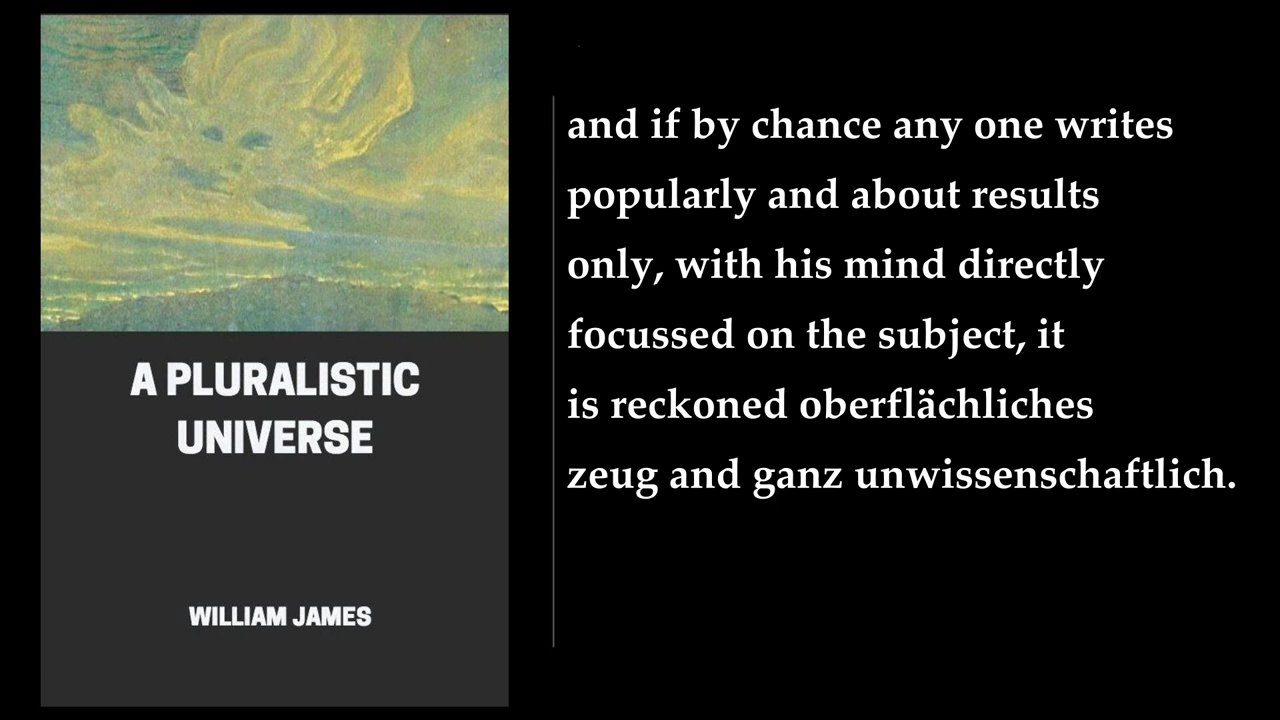 A PLURALISTIC
UNIVERSE
WILLIAM JAMES
and if by chance any one writes
popularly and about results
only, with his mind directly
focussed on the subject, it
is reckoned oberflächliches
zeug and ganz unwissenschaftlich.